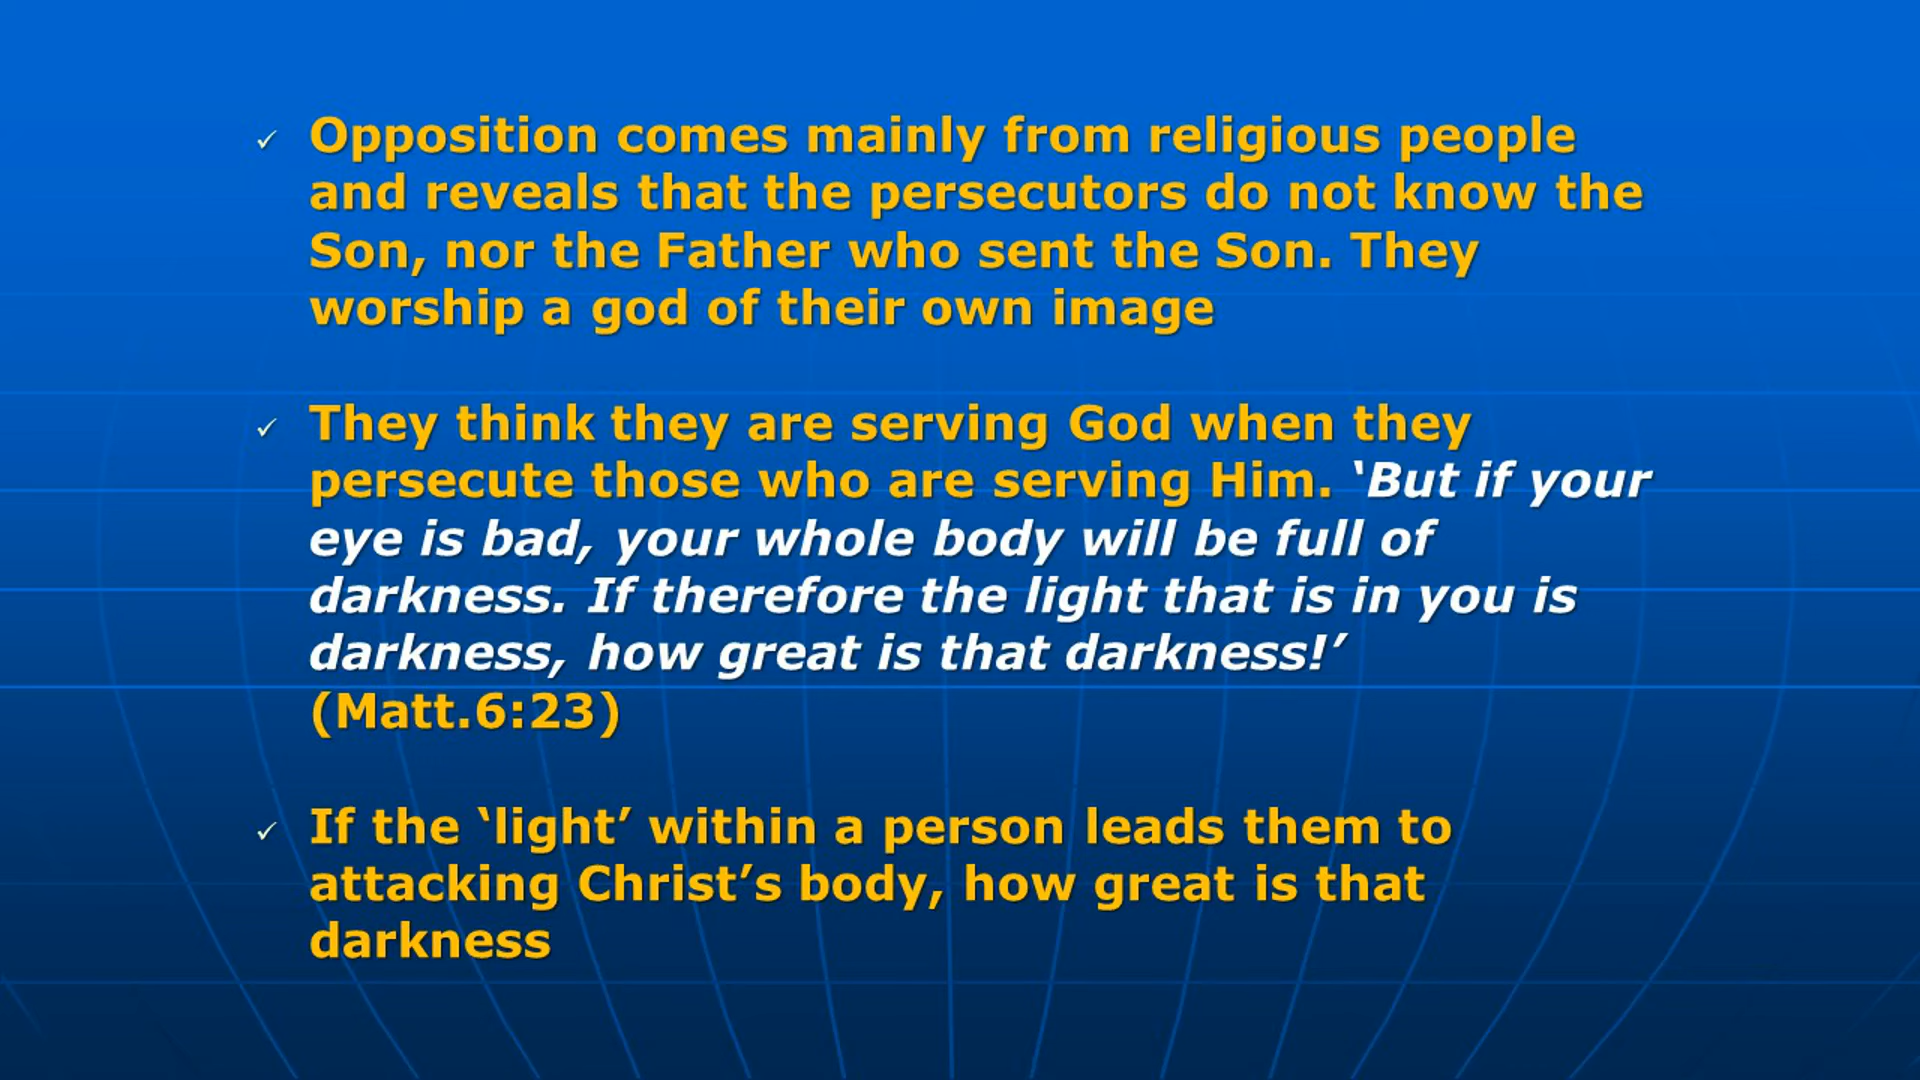 ✓ Opposition comes mainly from religious people
and reveals that the persecutors do not know the
Son, nor the Father who sent the Son. They
worship a god of their own image
✓ They think they are serving God when they
persecute those who are serving Him. ‘But if your
eye is bad, your whole body will be full of
darkness. If therefore the light that is in you is
darkness, how great is that darkness!’
(Matt.6:23)
✓ If the ‘light’ within a person leads them to
attacking Christ’s body, how great is that
darkness